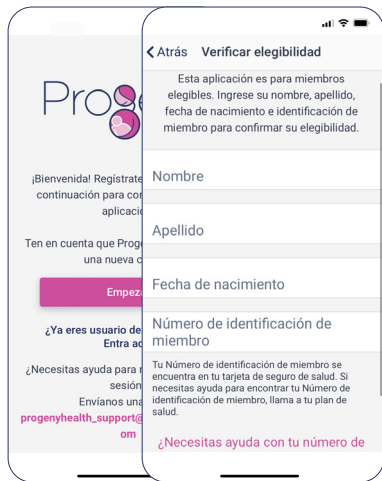 Prog
¡Bienvenida! Regístrate
continuación para
aplicaci
Ten en cuenta que
una nueva
Empez
¿Ya eres usuario de
Entra
¿Necesitas ayuda para
sesión
Envíanos una
progenyhealth_support@
om
Atrás Verificar elegibilidad
Esta aplicación es para miembros
elegibles. Ingrese su nombre, apellido,
fecha de nacimiento e identificación de
miembro para confirmar su elegibilidad.
Nombre
Apellido
Fecha de nacimiento
Número de identificación de
miembro
Tu Número de identificación de miembro se
encuentra en tu tarjeta de seguro de salud. Si
necesitas ayuda para encontrar tu Número de
identificación de miembro, llama a tu plan de
salud.
¿Necesitas ayuda con tu número de